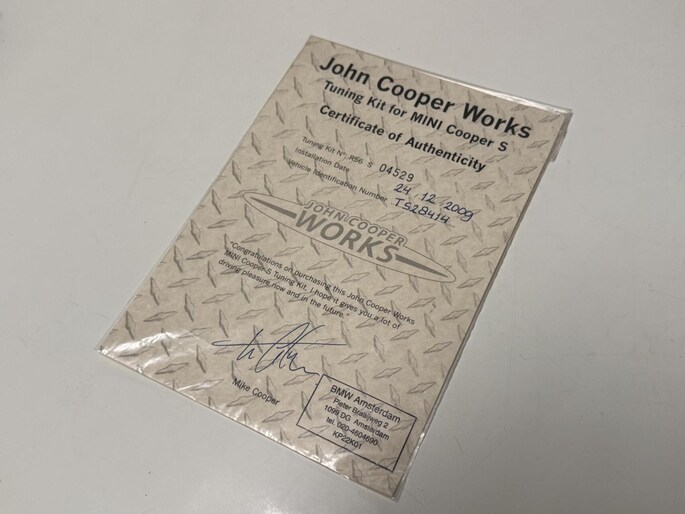 John Cooper Works
Tuning Kit for MINI Cooper S
Certificate of Authenticity
Tuning Kit Nº. R56 S 04529
Installation Date 24.12.2009
Vehicle Identification Number TS28414
JOHN COOPER
WORKS
"Congratulations on purchasing this John Cooper Works
MINI Cooper S Tuning Kit, I hope it gives you a lot of
driving pleasure now and in the future."
Mike Cooper
BMW Amsterdam
Pieter Braaijweg 2
1099 DG Amsterdam
tel. 020-4604690
KP22K01